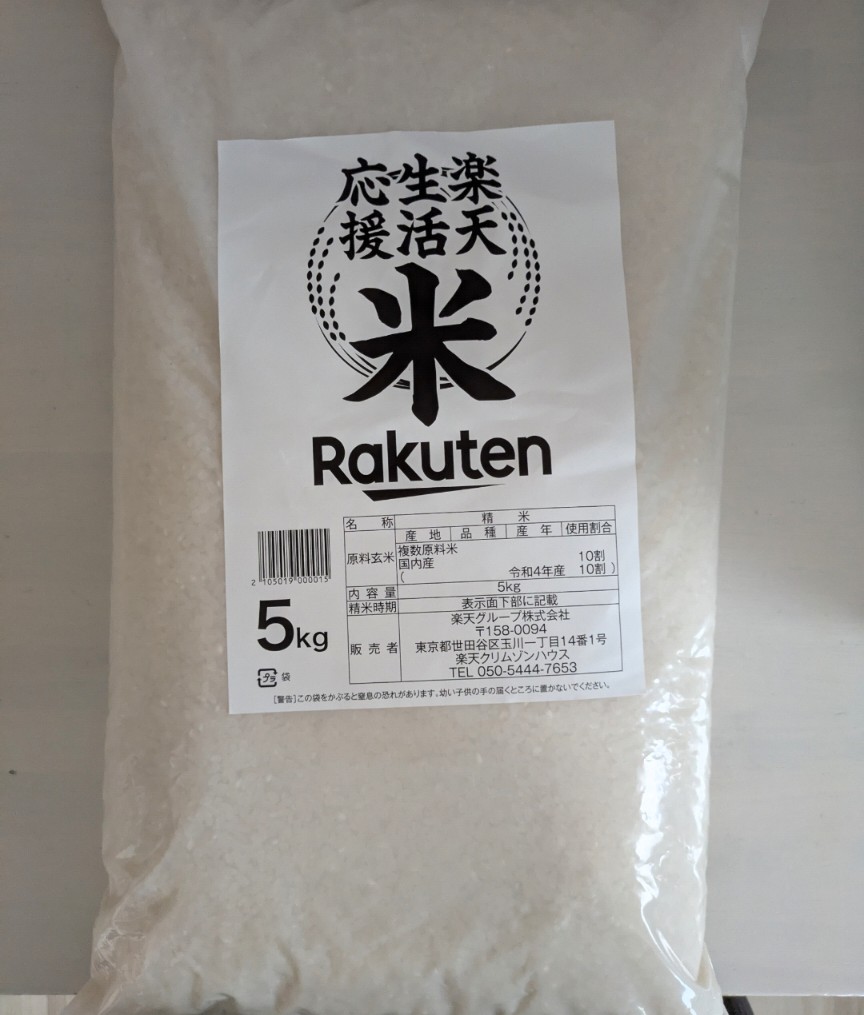 楽天
生活
応援
米
Rakuten
名称 精米
原料玄米 産地 品種 産年 使用割合
複数原料米
国内産 10割
( 令和4年産 10割 )
内容量 5kg
精米時期 表示面下部に記載
販売者 楽天グループ株式会社
〒158-0094
東京都世田谷区玉川一丁目14番1号
楽天クリムゾンハウス
TEL 050-5444-7653
2 105019 000015
5kg
プラ 袋
[警告]この袋をかぶると窒息の恐れがあります。幼い子供の手の届くところに置かないでください。